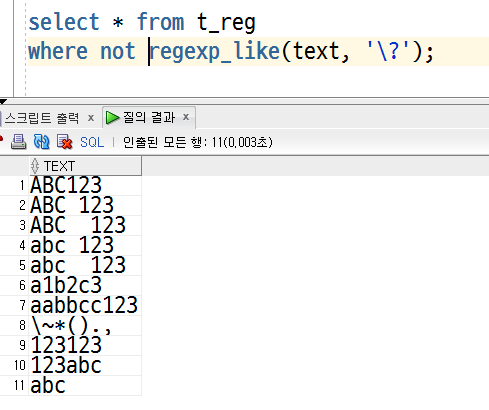 select * from t_reg
where not regexp_like(text, '\?');
스크립트 출력 x 질의 결과 x
SQL | 인출된 모든 행: 11(0,003초)
TEXT
1 ABC123
2 ABC 123
3 ABC  123
4 abc 123
5 abc  123
6 a1b2c3
7 aabbcc123
8 \~*().,
9 123123
10 123abc
11 abc